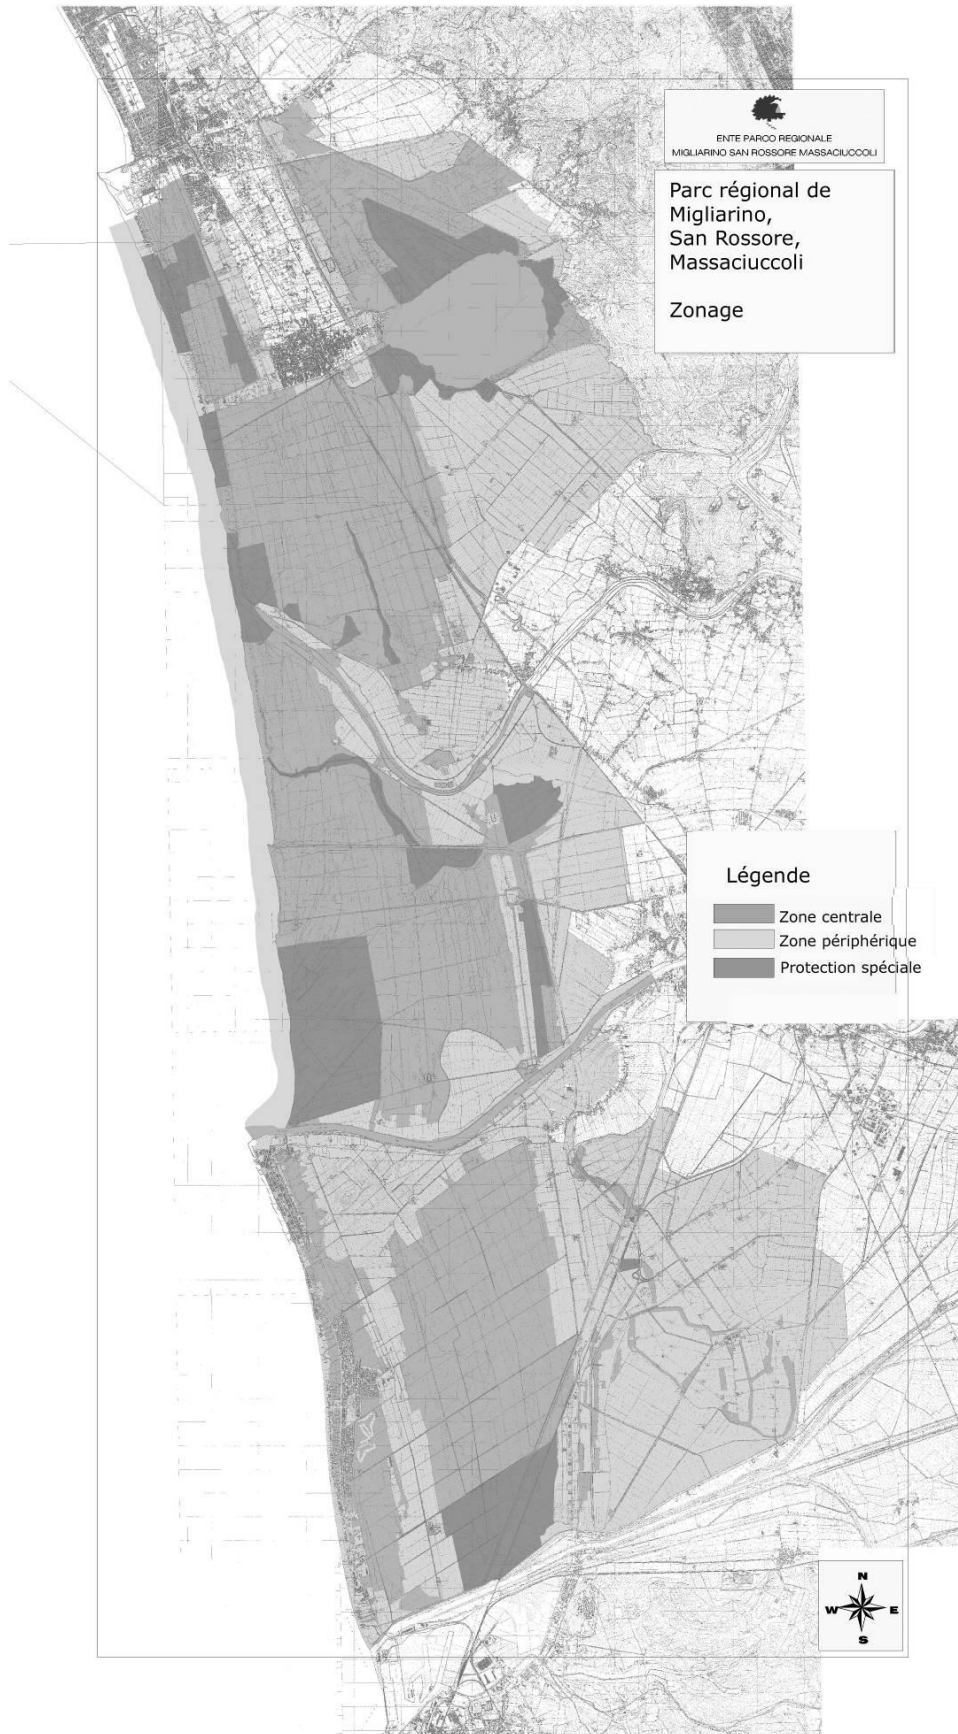 ENTE PARCO REGIONALE
MIGLIARINO SAN ROSSORE MASSACIUCCOLI
Parc régional de
Migliarino,
San Rossore,
Massaciuccoli
Zonage
Légende
Zone centrale
Zone périphérique
Protection spéciale
N
W E
S